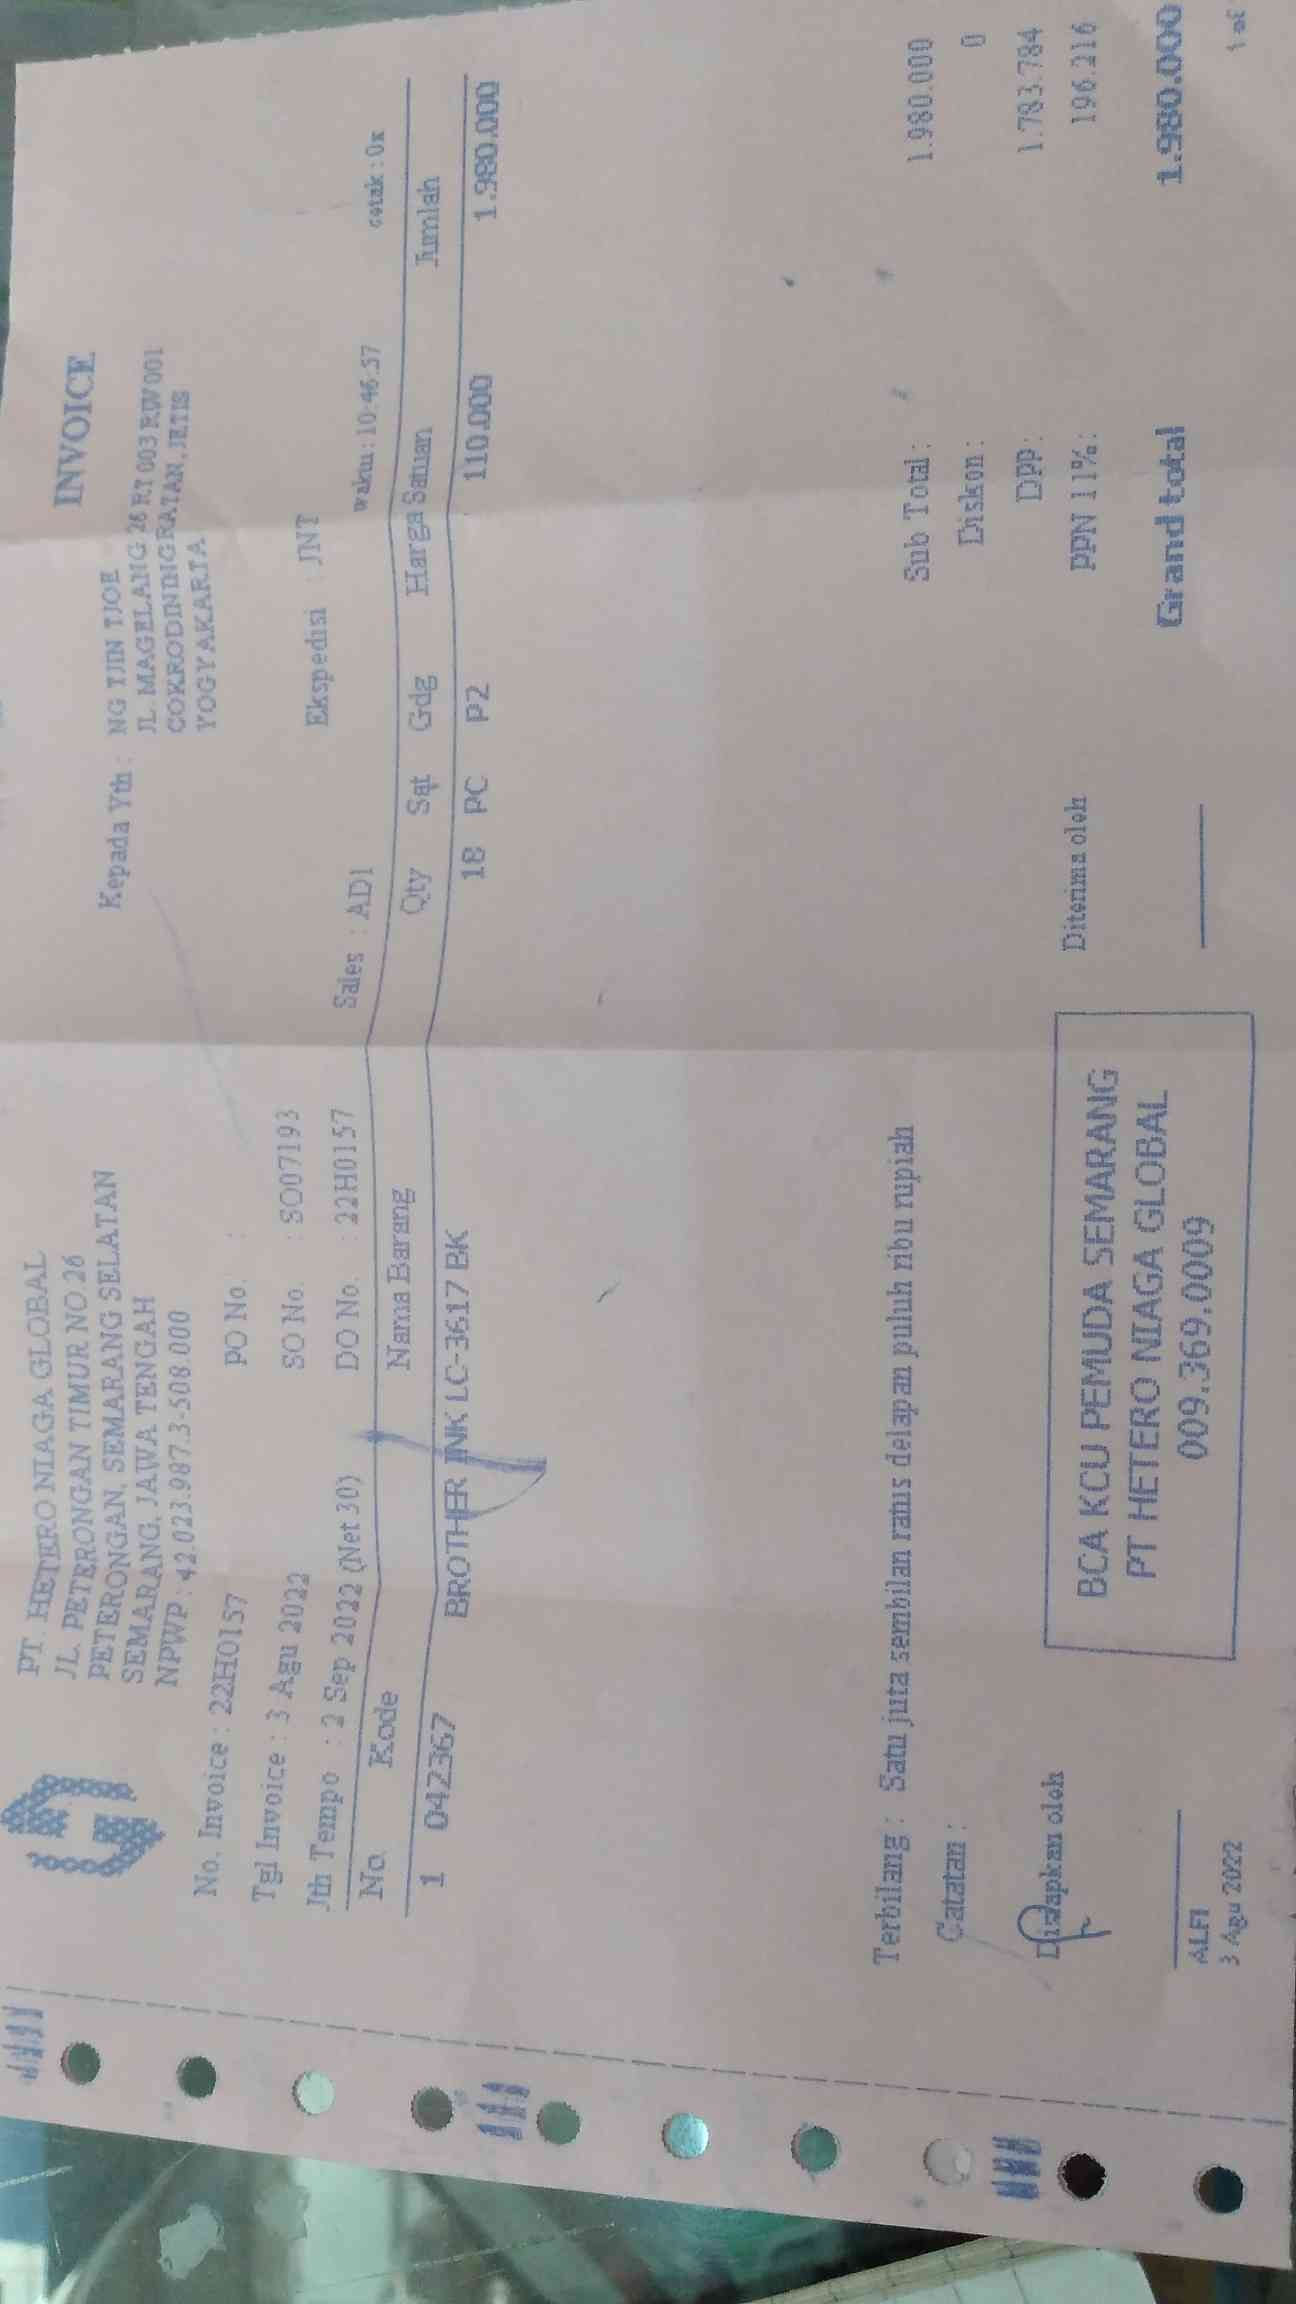 INVOICE
PT. HETERO NIAGA GLOBAL
JL. PETERONGAN TIMUR NO.26
PETERONGAN, SEMARANG SELATAN
SEMARANG, JAWA TENGAH
NPWP : 42.023.987.3-508.000
Kepada Yth : NG TJIN TJOE
JL. MAGELANG 26 RT 003 RW 001
COKRODININGRATAN, JETIS
YOGYAKARTA
No. Invoice : 22H0157 PO No. :
Tgl Invoice : 3 Agu 2022 SO No. : SO07193 Ekspedisi : JNT
Jth Tempo : 2 Sep 2022 (Net 30) DO No. : 22H0157 Sales : ADI waktu : 10:46:37 cetak : 0x
No. Kode Nama Barang Qty Sat Gdg Harga Satuan Jumlah
1 042367 BROTHER INK LC-3617 BK 18 PC P2 110.000 1.980.000
Terbilang : Satu juta sembilan ratus delapan puluh ribu rupiah Sub Total : 1.980.000
Catatan : Diskon : 0
DPP : 1.783.784
Disiapkan oleh Diterima oleh PPN 11% : 196.216
Grand total 1.980.000
BCA KCU PEMUDA SEMARANG
PT HETERO NIAGA GLOBAL
009.369.0009
ALFI
3 Agu 2022 1 of